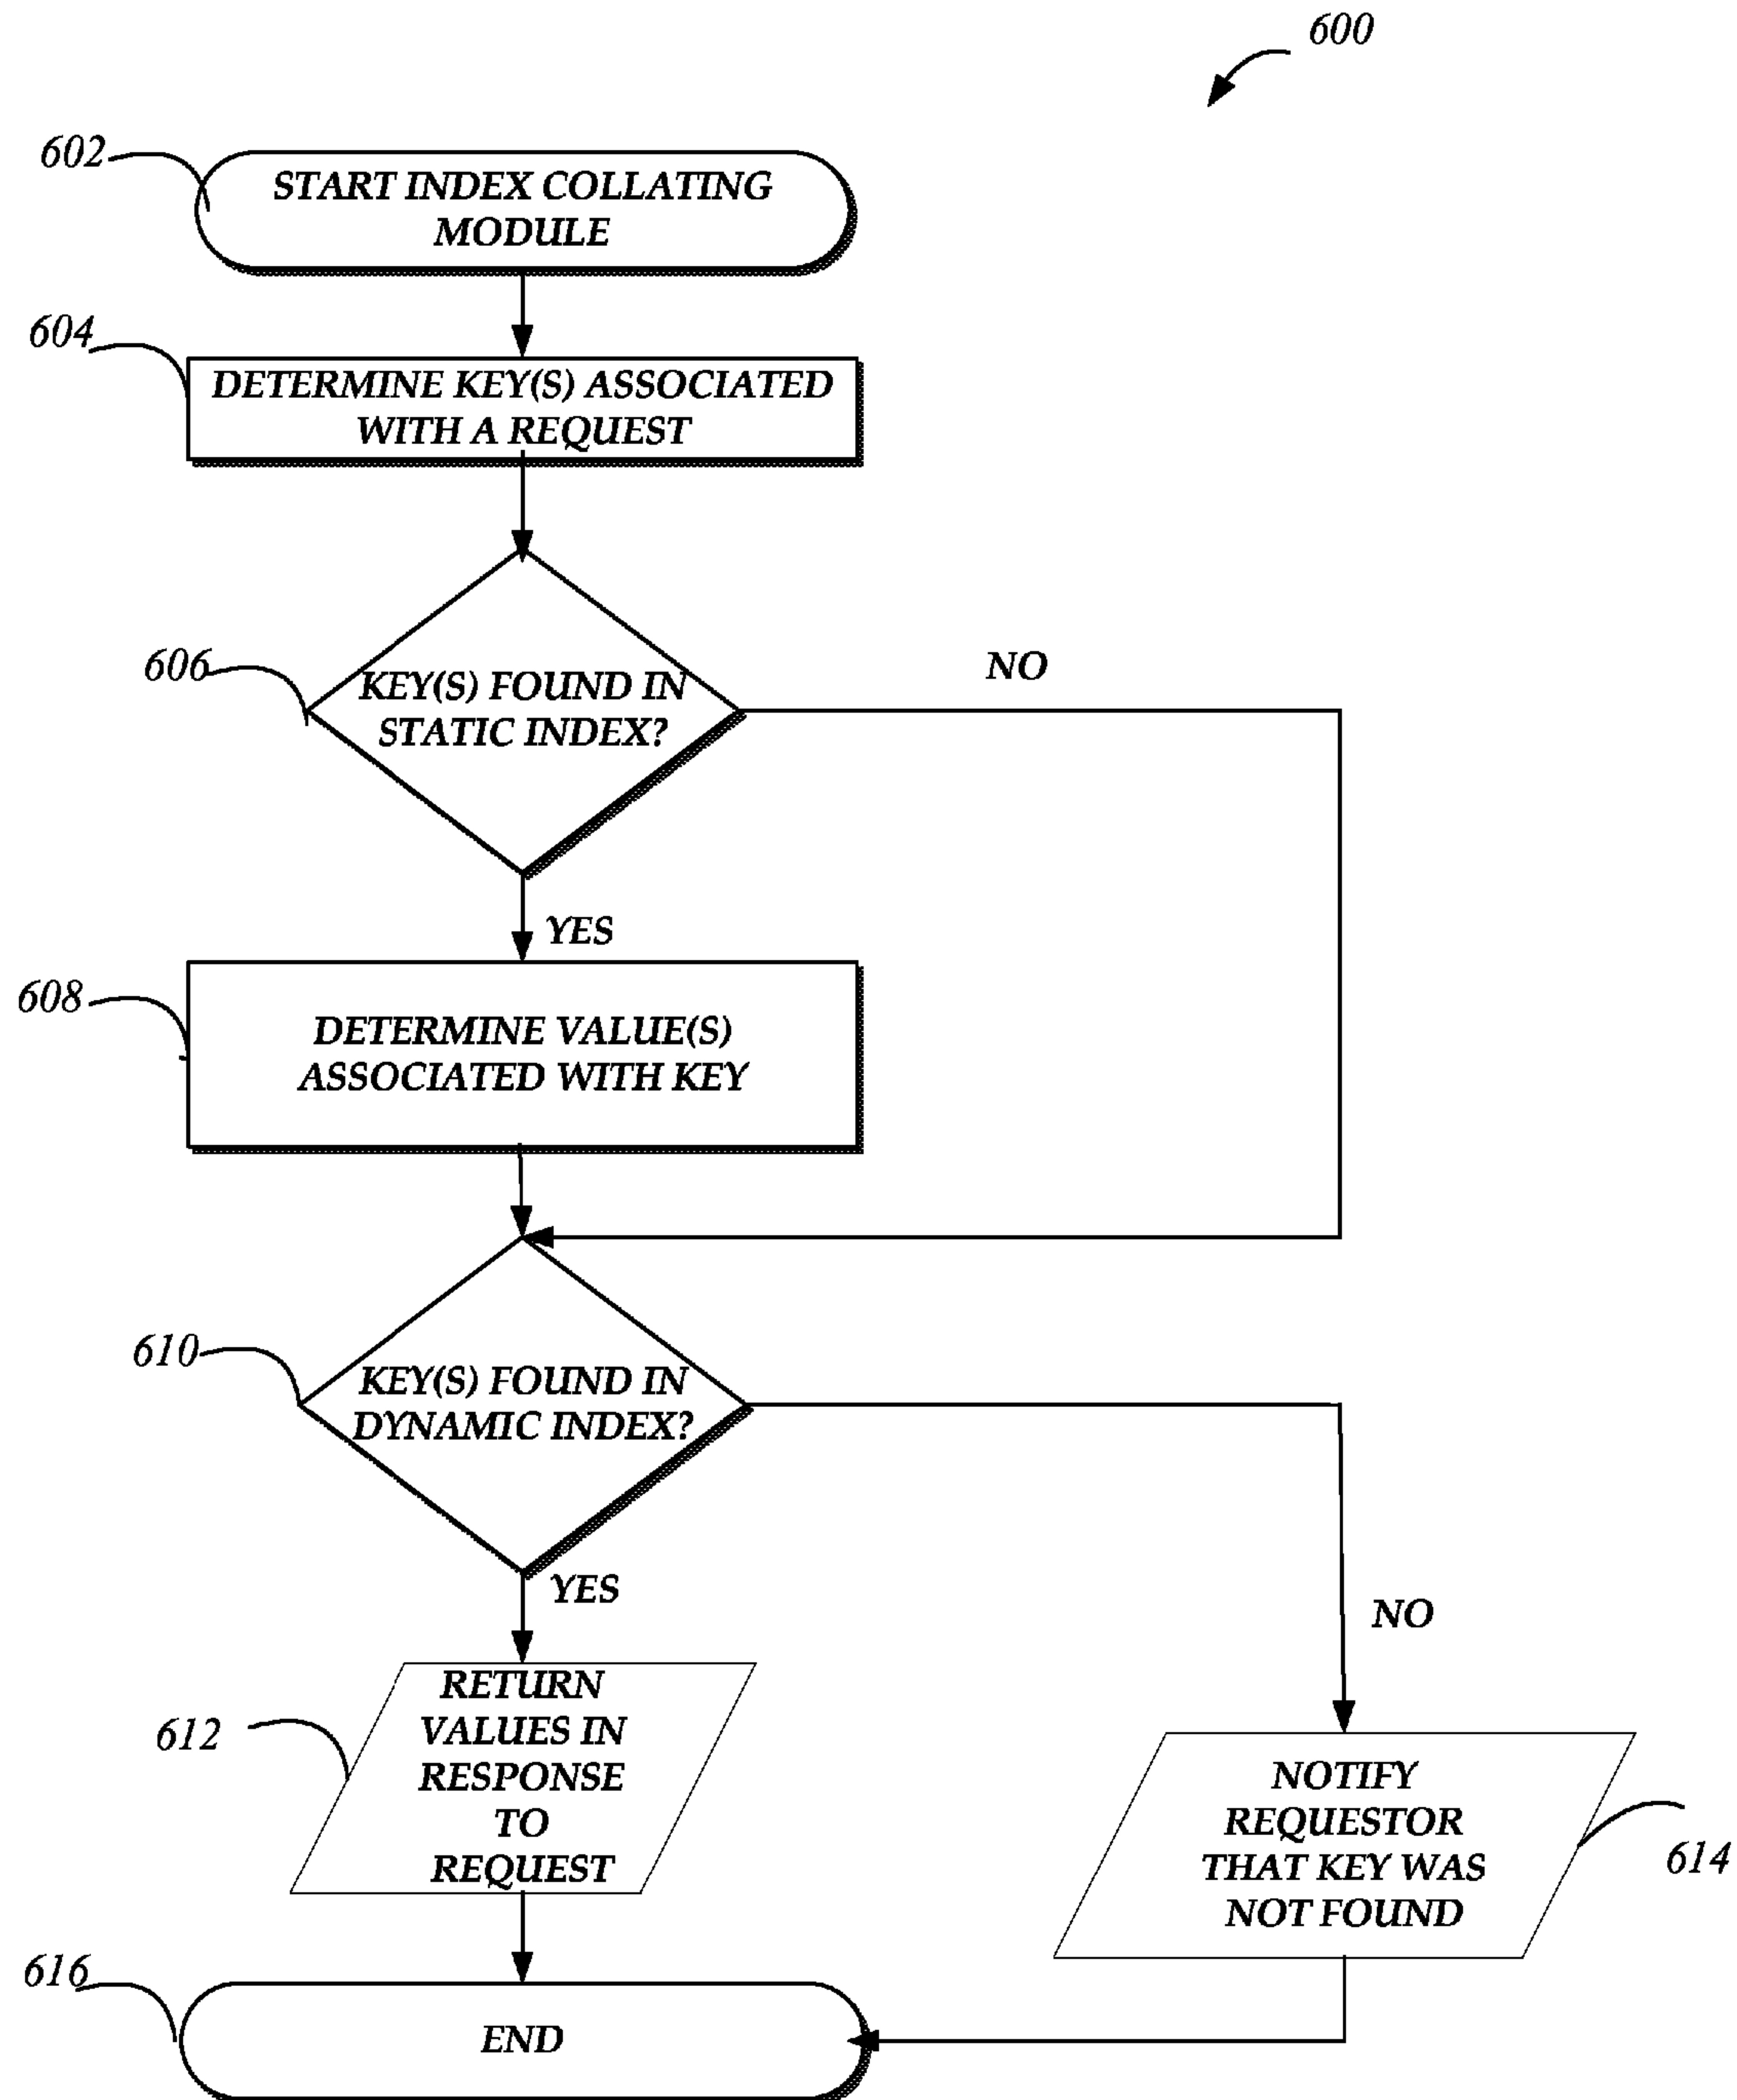 600
602
START INDEX COLLATING
MODULE
604
DETERMINE KEY(S) ASSOCIATED
WITH A REQUEST
606
KEY(S) FOUND IN
STATIC INDEX?
NO
YES
608
DETERMINE VALUE(S)
ASSOCIATED WITH KEY
610
KEY(S) FOUND IN
DYNAMIC INDEX?
YES
NO
612
RETURN
VALUES IN
RESPONSE
TO
REQUEST
NOTIFY
REQUESTOR
THAT KEY WAS
NOT FOUND
614
616
END